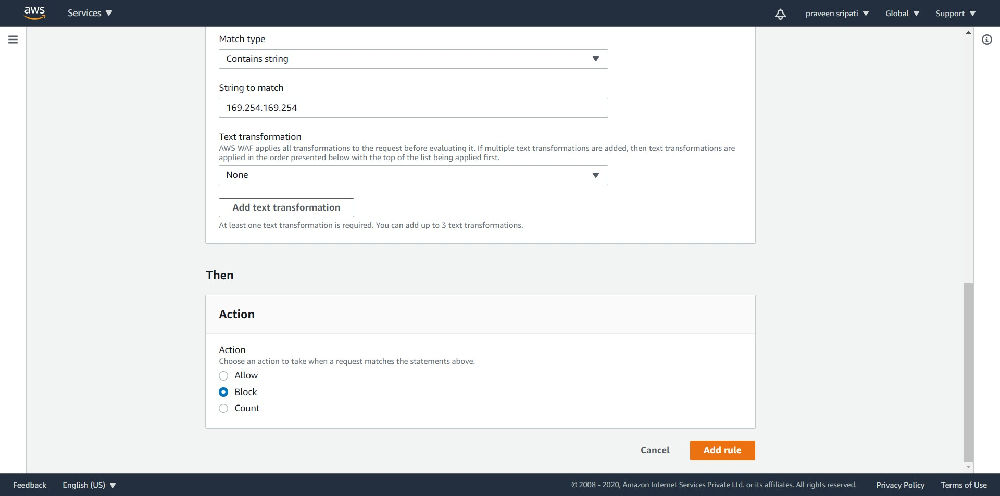 aws
Services
praveen sripati
Global
Support
Match type
Contains string
String to match
169.254.169.254
Text transformation
AWS WAF applies all transformations to the request before evaluating it. If multiple text transformations are added, then text transformations are
applied in the order presented below with the top of the list being applied first.
None
Add text transformation
At least one text transformation is required. You can add up to 3 text transformations.
Then
Action
Action
Choose an action to take when a request matches the statements above.
Allow
Block
Count
Cancel
Add rule
Feedback
English (US)
© 2008 - 2020, Amazon Internet Services Private Ltd. or its affiliates. All rights reserved.
Privacy Policy
Terms of Use